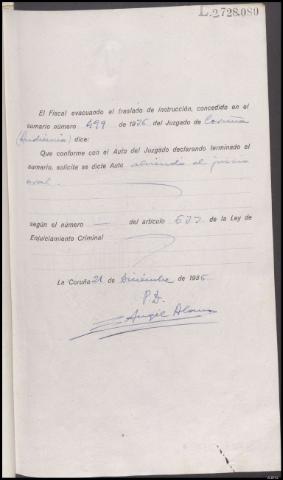 L.2728.080
El Fiscal evacuando el traslado de instrucción, concedido en el
sumario número 499 de 1936 del Juzgado de Coruña
(Audiencia) dice:
Que conforme con el Auto del Juzgado declarando terminado el
sumario, solicita se dicte Auto abriendo el juicio
oral.
según el número — del artículo 633 de la Ley de
Enjuiciamiento Criminal
La Coruña 21 de Diciembre de 1936.
P.D.
Angel